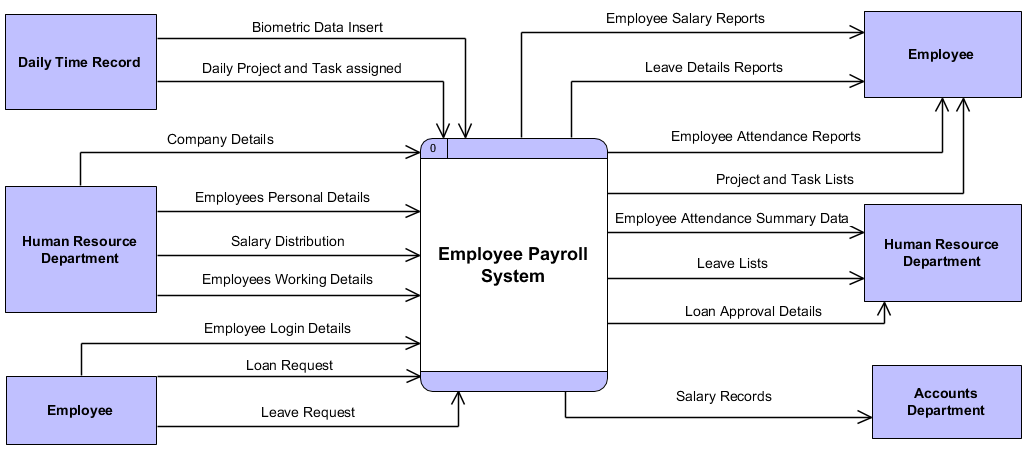 Daily Time Record
Biometric Data Insert
Daily Project and Task assigned
Company Details
Human Resource
Department
Employees Personal Details
Salary Distribution
Employees Working Details
Employee Login Details
Employee
Loan Request
Leave Request
0
Employee Payroll
System
Employee Salary Reports
Leave Details Reports
Employee
Employee Attendance Reports
Project and Task Lists
Employee Attendance Summary Data
Leave Lists
Loan Approval Details
Human Resource
Department
Salary Records
Accounts
Department